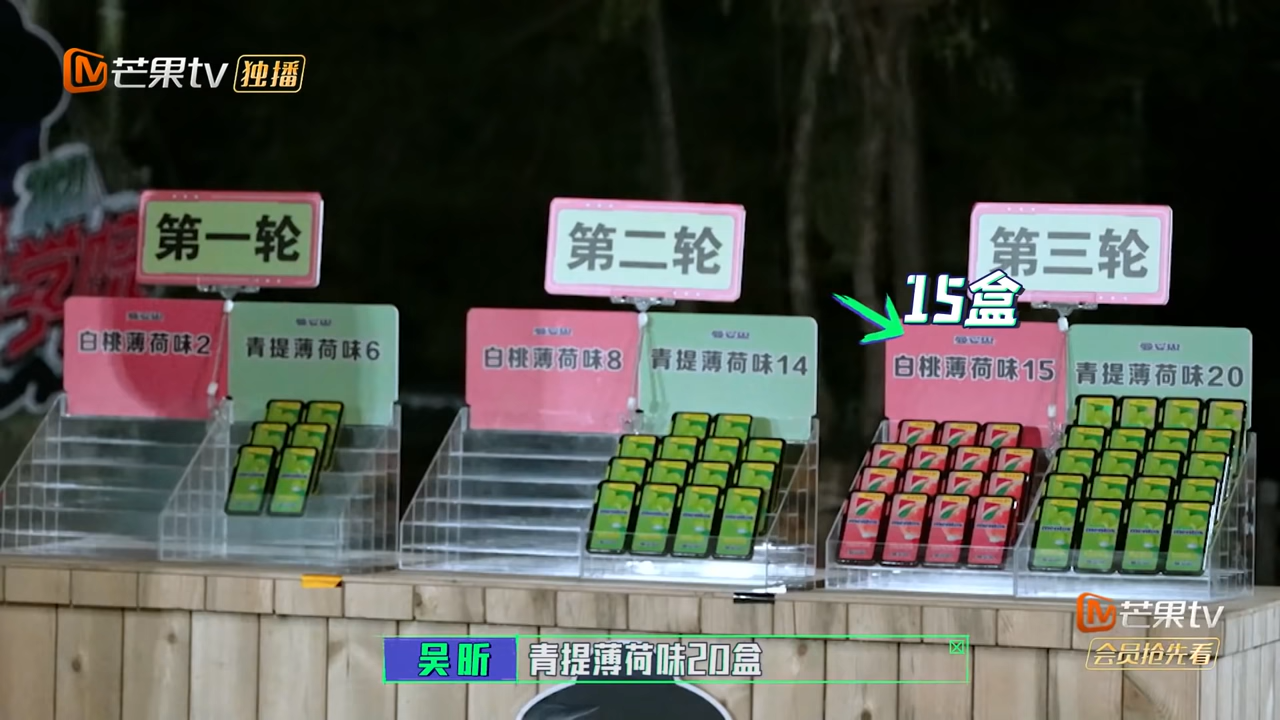 芒果tv 独播
第一轮
第二轮
第三轮
15盒
白桃薄荷味2
青提薄荷味6
白桃薄荷味8
青提薄荷味14
白桃薄荷味15
青提薄荷味20
芒果tv
会员抢先看
吴昕 青提薄荷味20盒